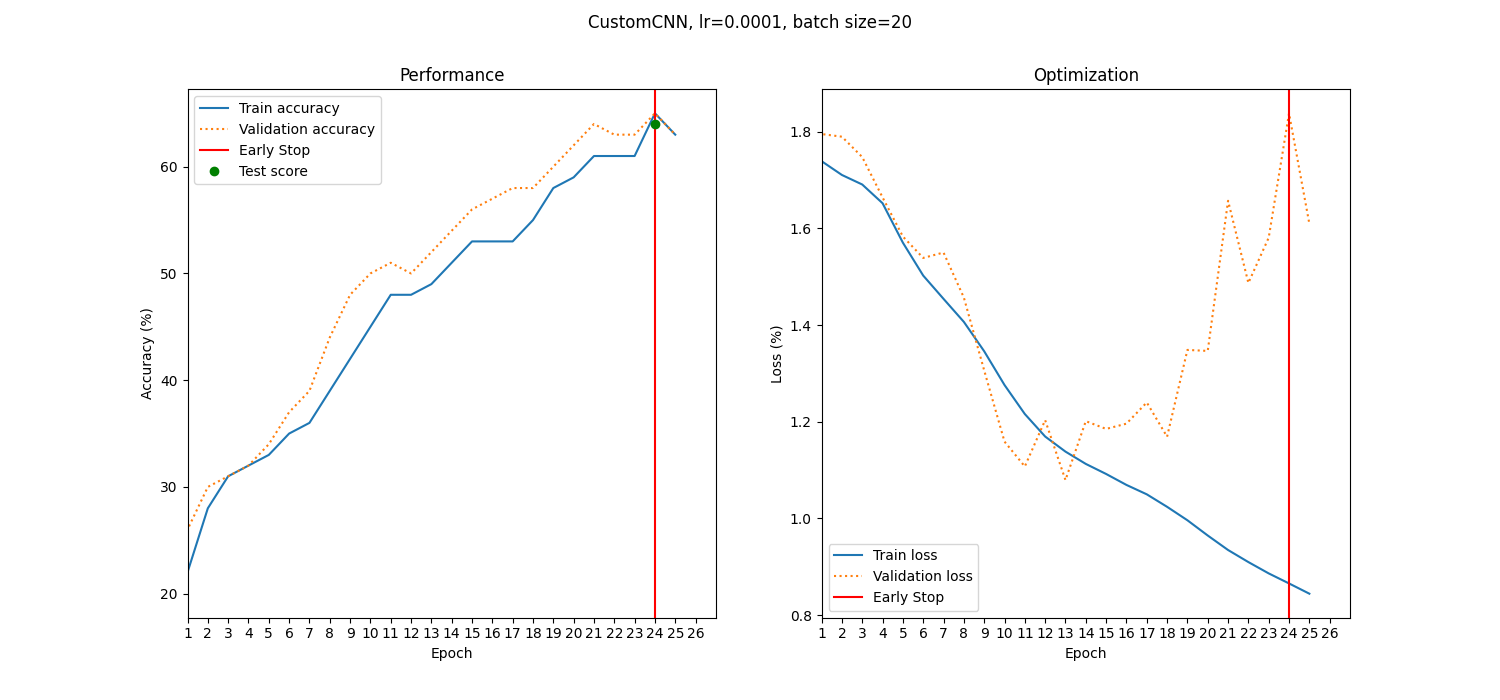 CustomCNN, lr=0.0001, batch size=20
Performance
Train accuracy
Validation accuracy
Early Stop
Test score
60
50
40
30
20
Accuracy (%)
1 2 3 4 5 6 7 8 9 10 11 12 13 14 15 16 17 18 19 20 21 22 23 24 25 26
Epoch
Optimization
1.8
1.6
1.4
1.2
1.0
0.8
Loss (%)
Train loss
Validation loss
Early Stop
1 2 3 4 5 6 7 8 9 10 11 12 13 14 15 16 17 18 19 20 21 22 23 24 25 26
Epoch